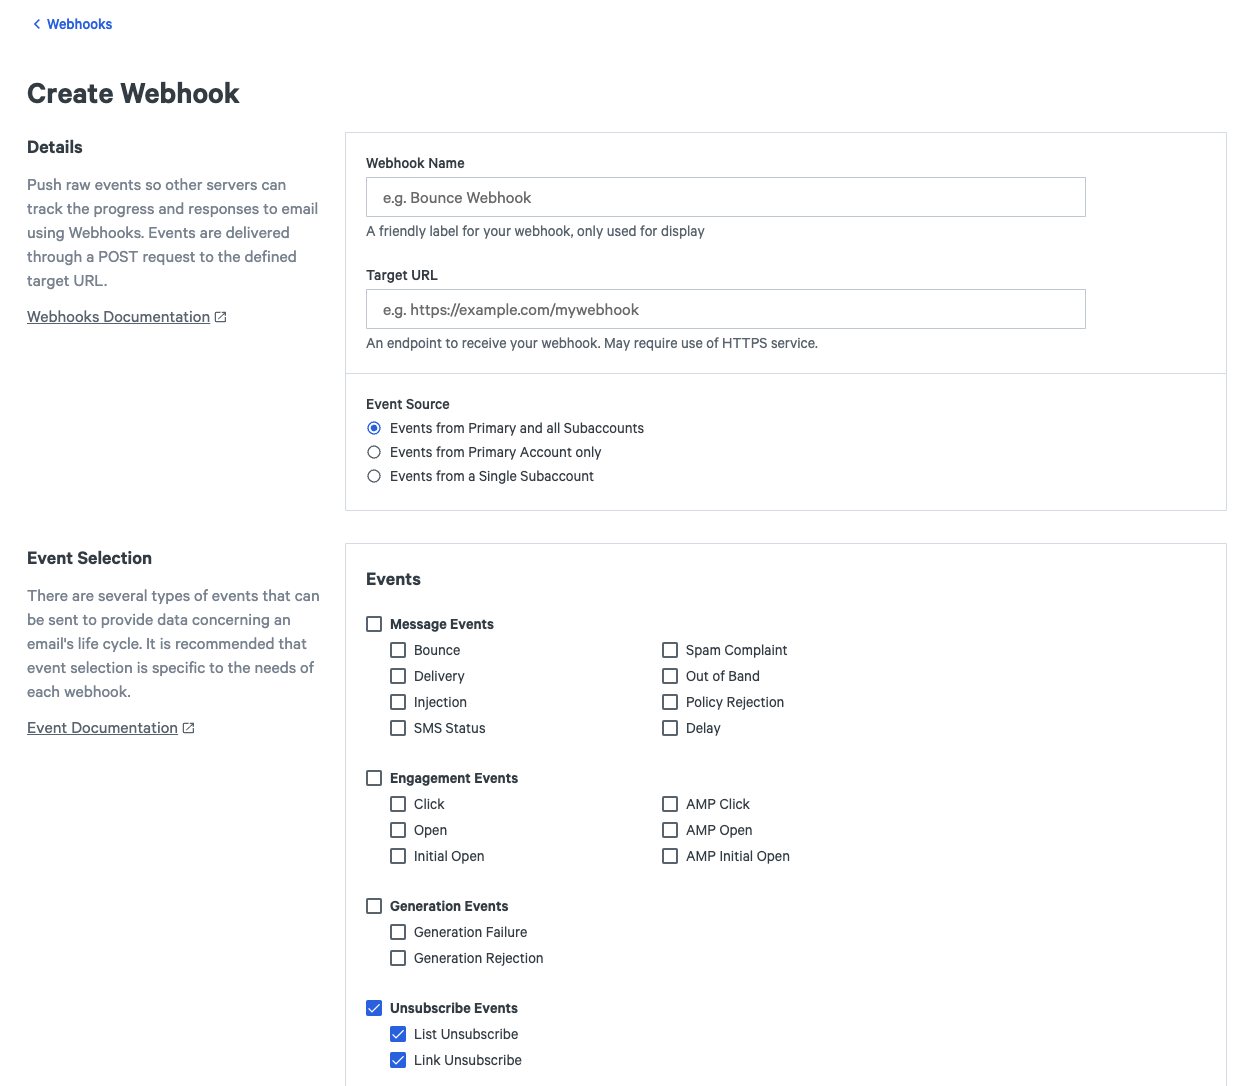 Webhooks
Create Webhook
Details
Push raw events so other servers can
track the progress and responses to email
using Webhooks. Events are delivered
through a POST request to the defined
target URL.
Webhooks Documentation
Webhook Name
e.g. Bounce Webhook
A friendly label for your webhook, only used for display
Target URL
e.g. https://example.com/mywebhook
An endpoint to receive your webhook. May require use of HTTPS service.
Event Source
Events from Primary and all Subaccounts
Events from Primary Account only
Events from a Single Subaccount
Event Selection
There are several types of events that can
be sent to provide data concerning an
email's life cycle. It is recommended that
event selection is specific to the needs of
each webhook.
Event Documentation
Events
Message Events
Bounce
Spam Complaint
Delivery
Out of Band
Injection
Policy Rejection
SMS Status
Delay
Engagement Events
Click
AMP Click
Open
AMP Open
Initial Open
AMP Initial Open
Generation Events
Generation Failure
Generation Rejection
Unsubscribe Events
List Unsubscribe
Link Unsubscribe